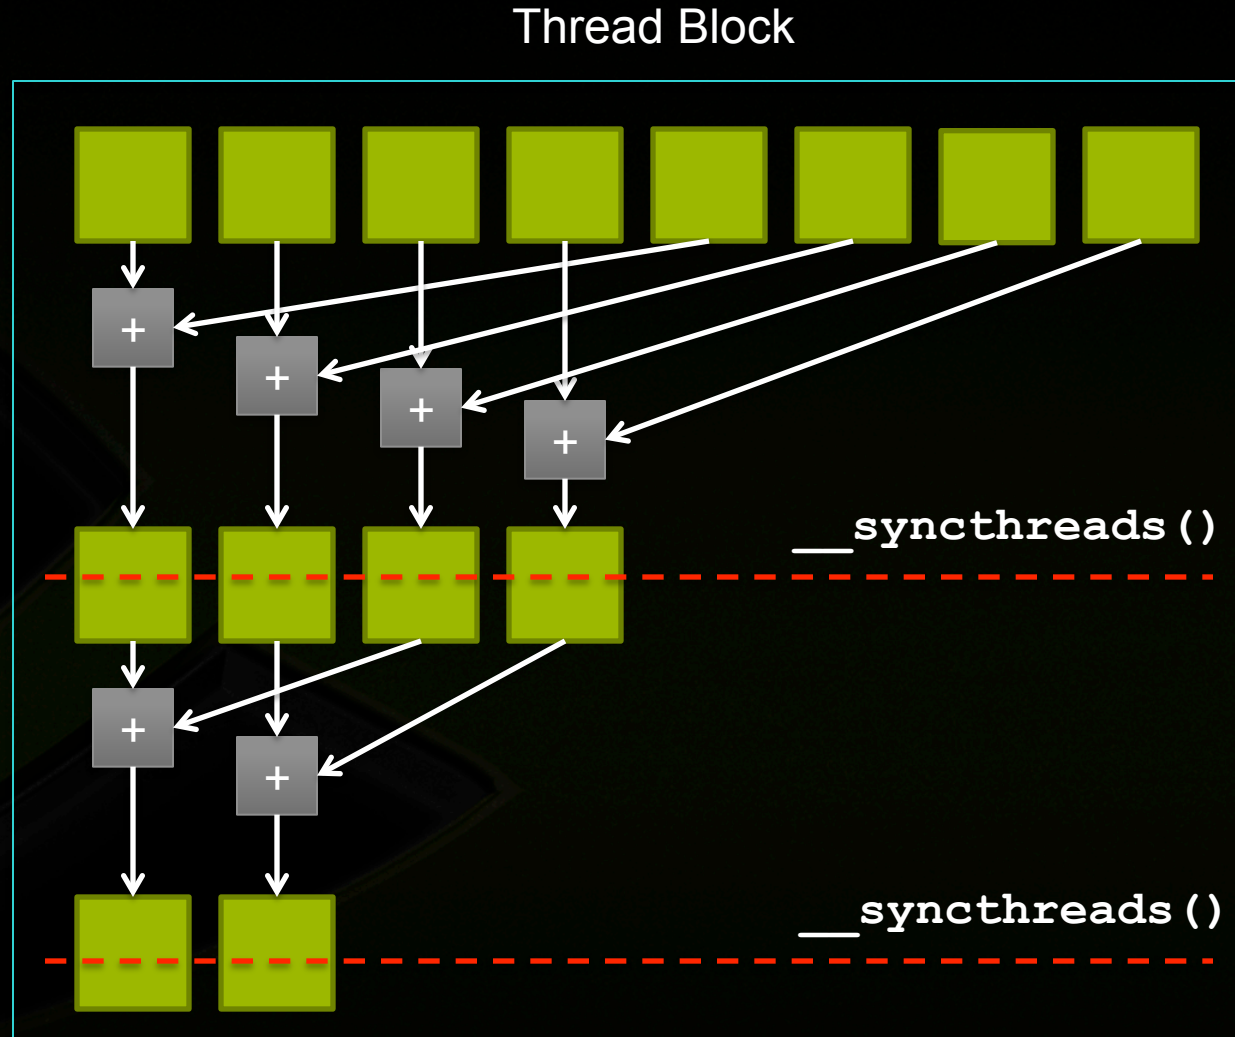 Thread Block
+
+
+
+
__syncthreads()
+
+
__syncthreads()